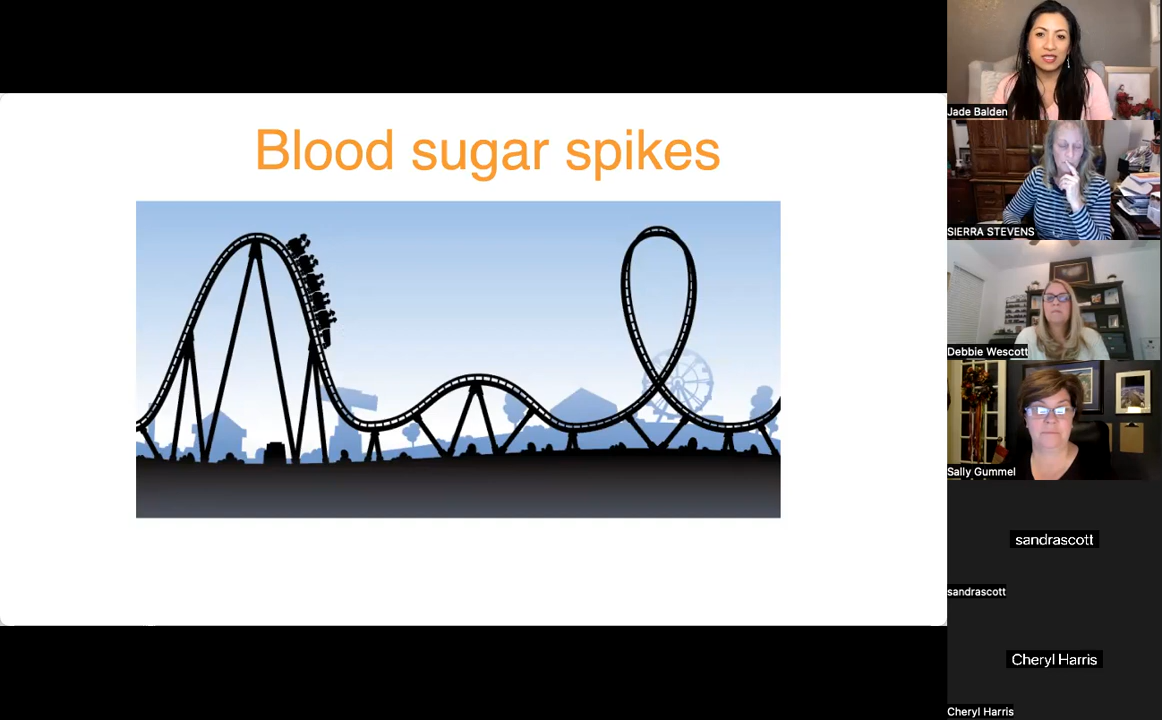 Blood sugar spikes
Jade Balden
SIERRA STEVENS
Debbie Wescott
Sally Gummel
sandrascott
sandrascott
Cheryl Harris
Cheryl Harris